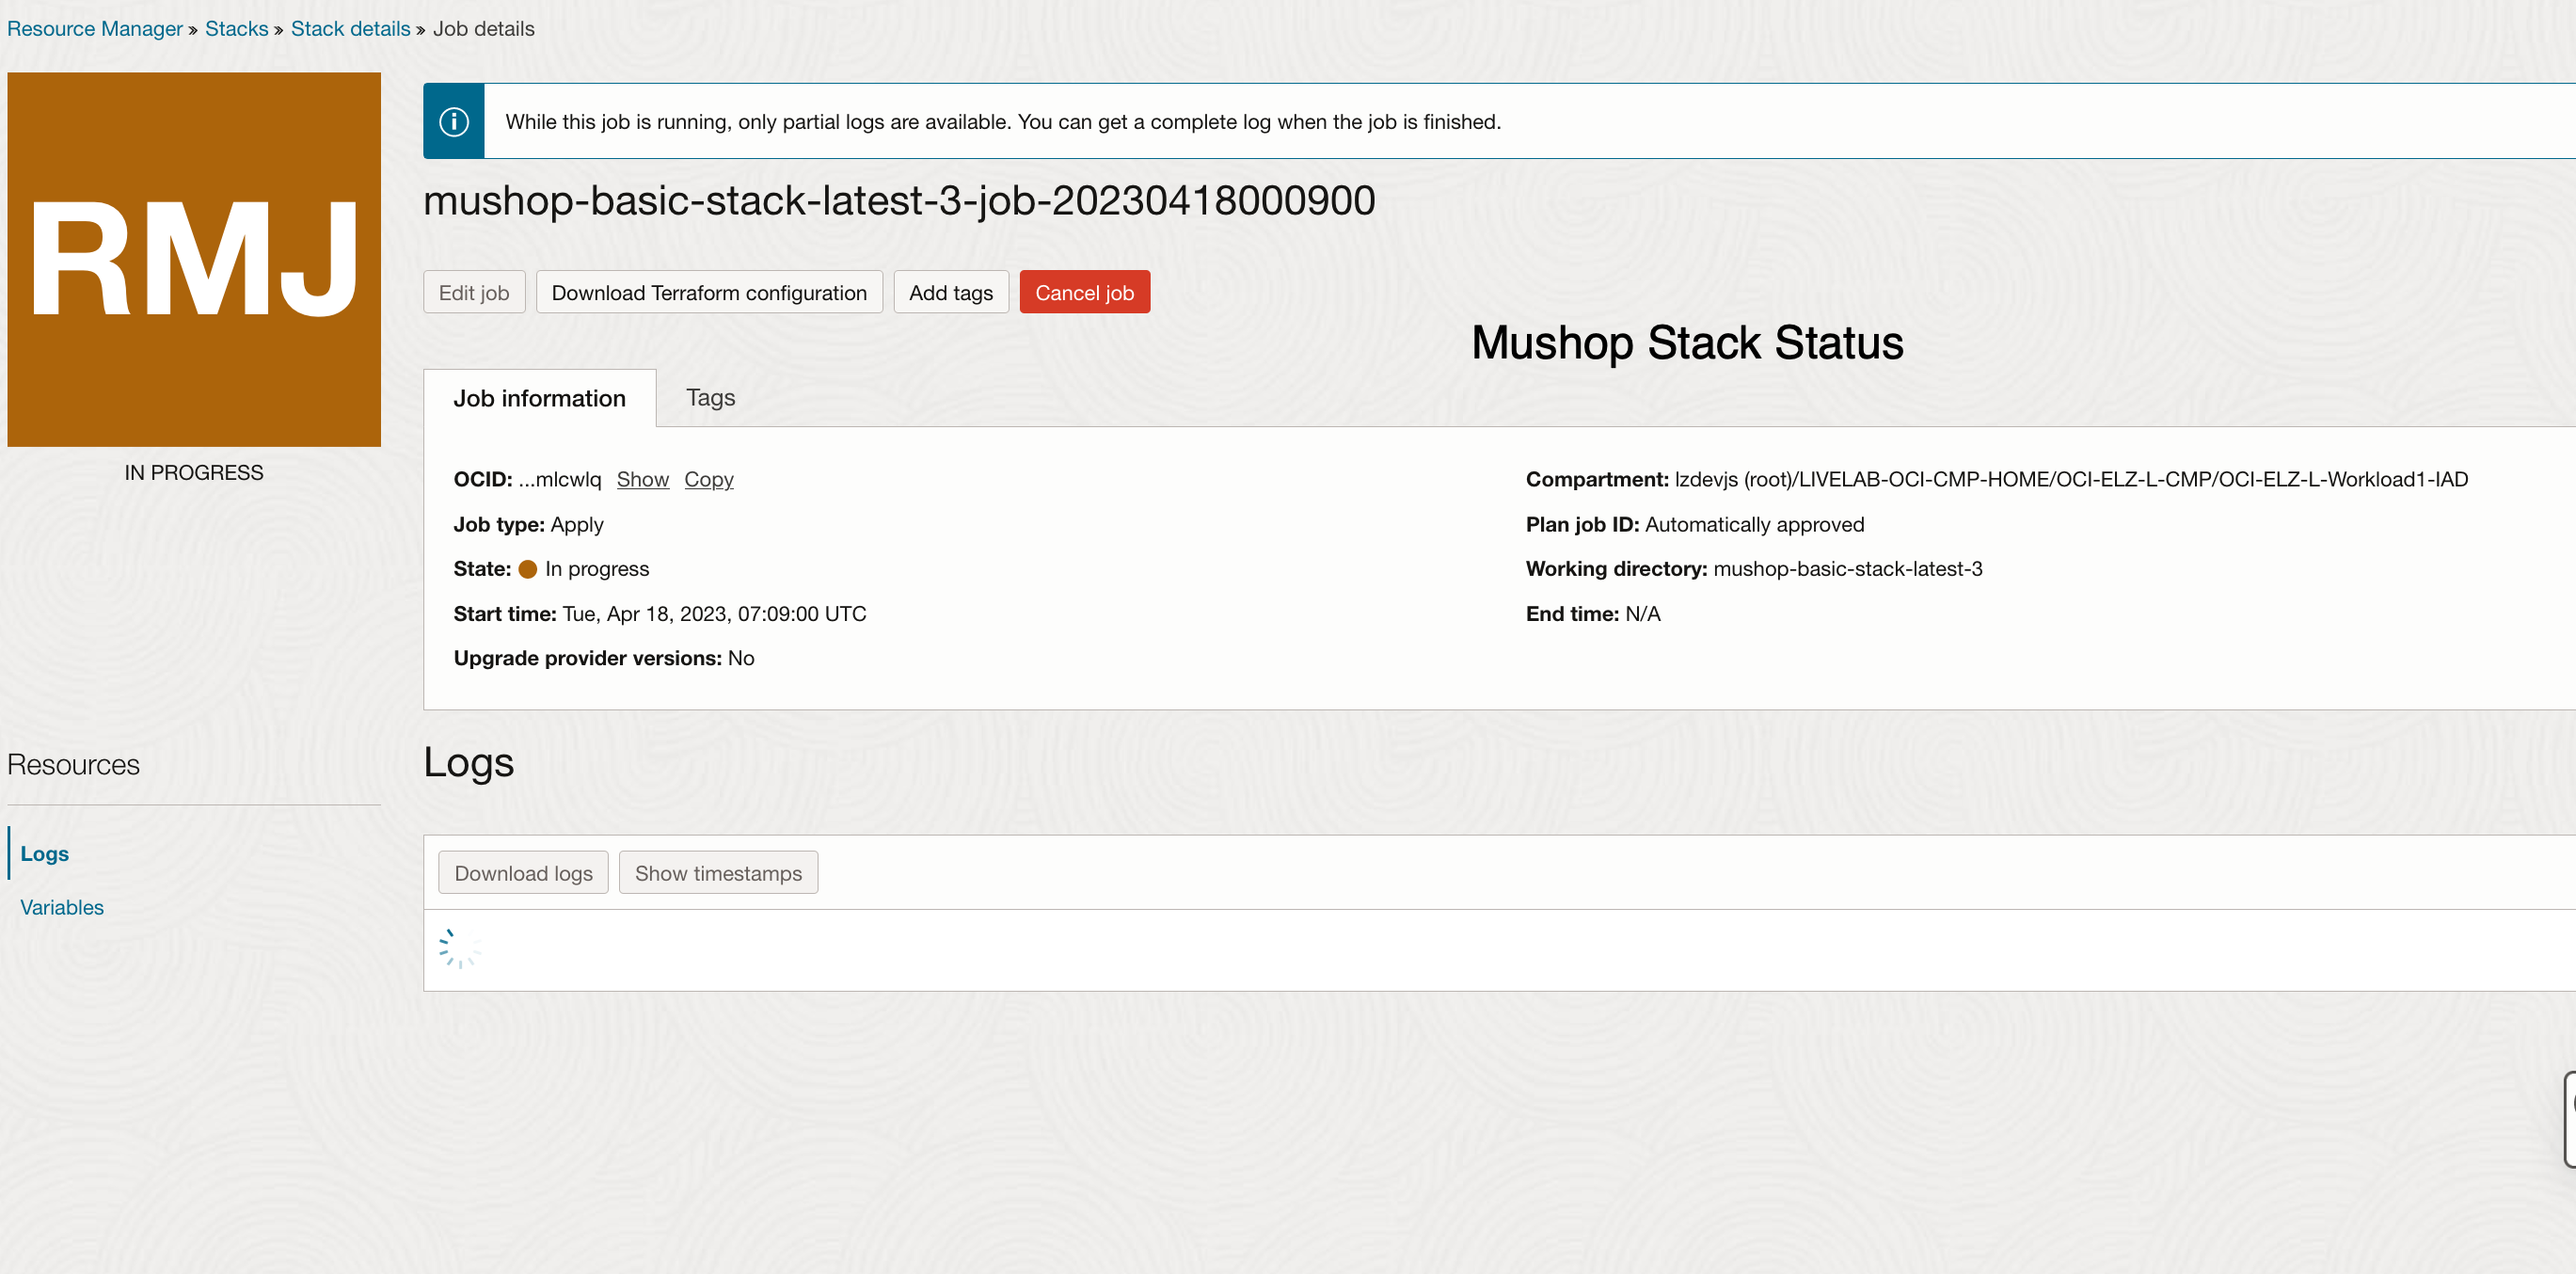 Resource Manager » Stacks » Stack details » Job details
RMJ
IN PROGRESS
While this job is running, only partial logs are available. You can get a complete log when the job is finished.
mushop-basic-stack-latest-3-job-20230418000900
Edit job Download Terraform configuration Add tags Cancel job
Mushop Stack Status
Job information Tags
OCID: ...mlcwlq Show Copy
Job type: Apply
State: In progress
Start time: Tue, Apr 18, 2023, 07:09:00 UTC
Upgrade provider versions: No
Compartment: lzdevjs (root)/LIVELAB-OCI-CMP-HOME/OCI-ELZ-L-CMP/OCI-ELZ-L-Workload1-IAD
Plan job ID: Automatically approved
Working directory: mushop-basic-stack-latest-3
End time: N/A
Resources
Logs
Variables
Logs
Download logs Show timestamps